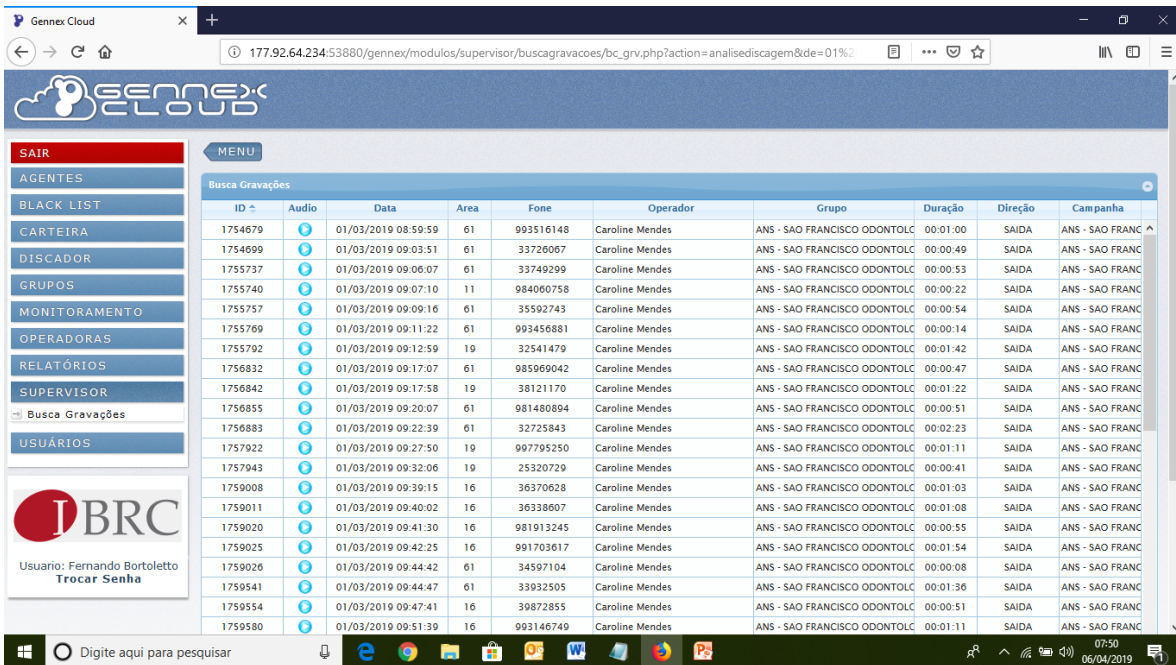 Gennex Cloud
177.92.64.234:53880/gennex/modulos/supervisor/buscagravacoes/bc_grv.php?action=analisediscagem&de=01%2
GENNEX CLOUD
SAIR
AGENTES
BLACK LIST
CARTEIRA
DISCADOR
GRUPOS
MONITORAMENTO
OPERADORAS
RELATÓRIOS
SUPERVISOR
Busca Gravações
USUÁRIOS
IBRC
Usuario: Fernando Bortoletto
Trocar Senha
MENU
Busca Gravações
ID Audio Data Area Fone Operador Grupo Duração Direção Campanha
1754679 01/03/2019 08:59:59 61 993516148 Caroline Mendes ANS - SAO FRANCISCO ODONTOLO 00:01:00 SAIDA ANS - SAO FRANC
1754699 01/03/2019 09:03:51 61 33726067 Caroline Mendes ANS - SAO FRANCISCO ODONTOLO 00:00:49 SAIDA ANS - SAO FRANC
1755737 01/03/2019 09:06:07 61 33749299 Caroline Mendes ANS - SAO FRANCISCO ODONTOLO 00:00:53 SAIDA ANS - SAO FRANC
1755740 01/03/2019 09:07:10 11 984060758 Caroline Mendes ANS - SAO FRANCISCO ODONTOLO 00:00:22 SAIDA ANS - SAO FRANC
1755757 01/03/2019 09:09:16 61 35592743 Caroline Mendes ANS - SAO FRANCISCO ODONTOLO 00:00:54 SAIDA ANS - SAO FRANC
1755769 01/03/2019 09:11:22 61 993456881 Caroline Mendes ANS - SAO FRANCISCO ODONTOLO 00:00:14 SAIDA ANS - SAO FRANC
1755792 01/03/2019 09:12:59 19 32541479 Caroline Mendes ANS - SAO FRANCISCO ODONTOLO 00:01:42 SAIDA ANS - SAO FRANC
1756832 01/03/2019 09:17:07 61 985969042 Caroline Mendes ANS - SAO FRANCISCO ODONTOLO 00:00:47 SAIDA ANS - SAO FRANC
1756842 01/03/2019 09:17:58 19 38121170 Caroline Mendes ANS - SAO FRANCISCO ODONTOLO 00:01:22 SAIDA ANS - SAO FRANC
1756855 01/03/2019 09:20:07 61 981480894 Caroline Mendes ANS - SAO FRANCISCO ODONTOLO 00:00:51 SAIDA ANS - SAO FRANC
1756883 01/03/2019 09:22:39 61 32725843 Caroline Mendes ANS - SAO FRANCISCO ODONTOLO 00:02:23 SAIDA ANS - SAO FRANC
1757922 01/03/2019 09:27:50 19 997795250 Caroline Mendes ANS - SAO FRANCISCO ODONTOLO 00:01:11 SAIDA ANS - SAO FRANC
1757943 01/03/2019 09:32:06 19 25320729 Caroline Mendes ANS - SAO FRANCISCO ODONTOLO 00:00:41 SAIDA ANS - SAO FRANC
1759008 01/03/2019 09:39:15 16 36370628 Caroline Mendes ANS - SAO FRANCISCO ODONTOLO 00:01:03 SAIDA ANS - SAO FRANC
1759011 01/03/2019 09:40:02 16 36338607 Caroline Mendes ANS - SAO FRANCISCO ODONTOLO 00:01:08 SAIDA ANS - SAO FRANC
1759020 01/03/2019 09:41:30 16 981913245 Caroline Mendes ANS - SAO FRANCISCO ODONTOLO 00:00:55 SAIDA ANS - SAO FRANC
1759025 01/03/2019 09:42:25 16 991703617 Caroline Mendes ANS - SAO FRANCISCO ODONTOLO 00:01:54 SAIDA ANS - SAO FRANC
1759026 01/03/2019 09:44:42 61 34597104 Caroline Mendes ANS - SAO FRANCISCO ODONTOLO 00:00:08 SAIDA ANS - SAO FRANC
1759541 01/03/2019 09:44:47 61 33932505 Caroline Mendes ANS - SAO FRANCISCO ODONTOLO 00:01:36 SAIDA ANS - SAO FRANC
1759554 01/03/2019 09:47:41 16 39872855 Caroline Mendes ANS - SAO FRANCISCO ODONTOLO 00:00:51 SAIDA ANS - SAO FRANC
1759580 01/03/2019 09:51:39 16 993146749 Caroline Mendes ANS - SAO FRANCISCO ODONTOLO 00:01:11 SAIDA ANS - SAO FRANC
Digite aqui para pesquisar
07:50
06/04/2019